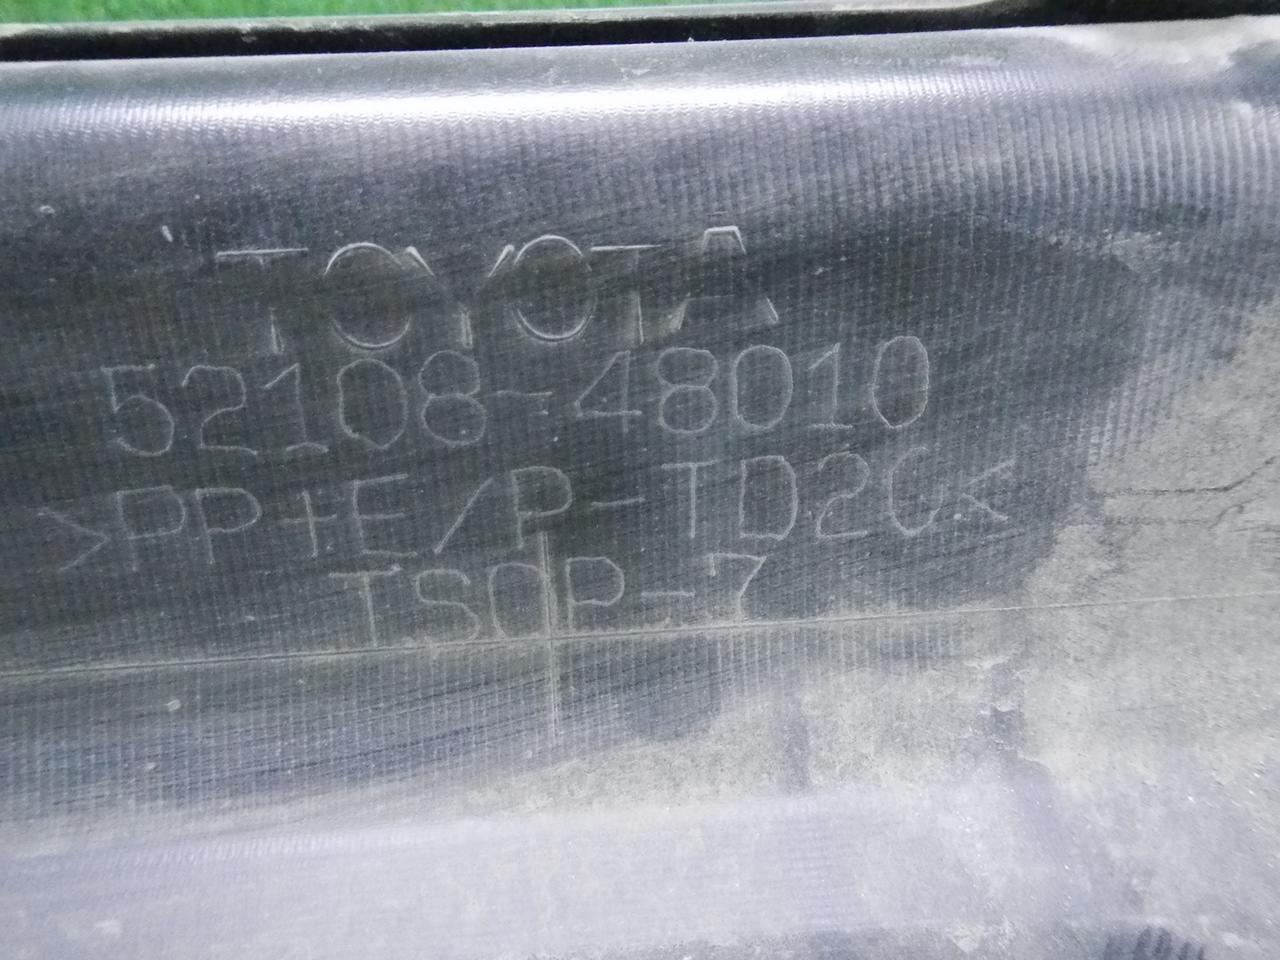 TOYOTA
52108-48010
>PP+E/P-TD20<
TSOP-7